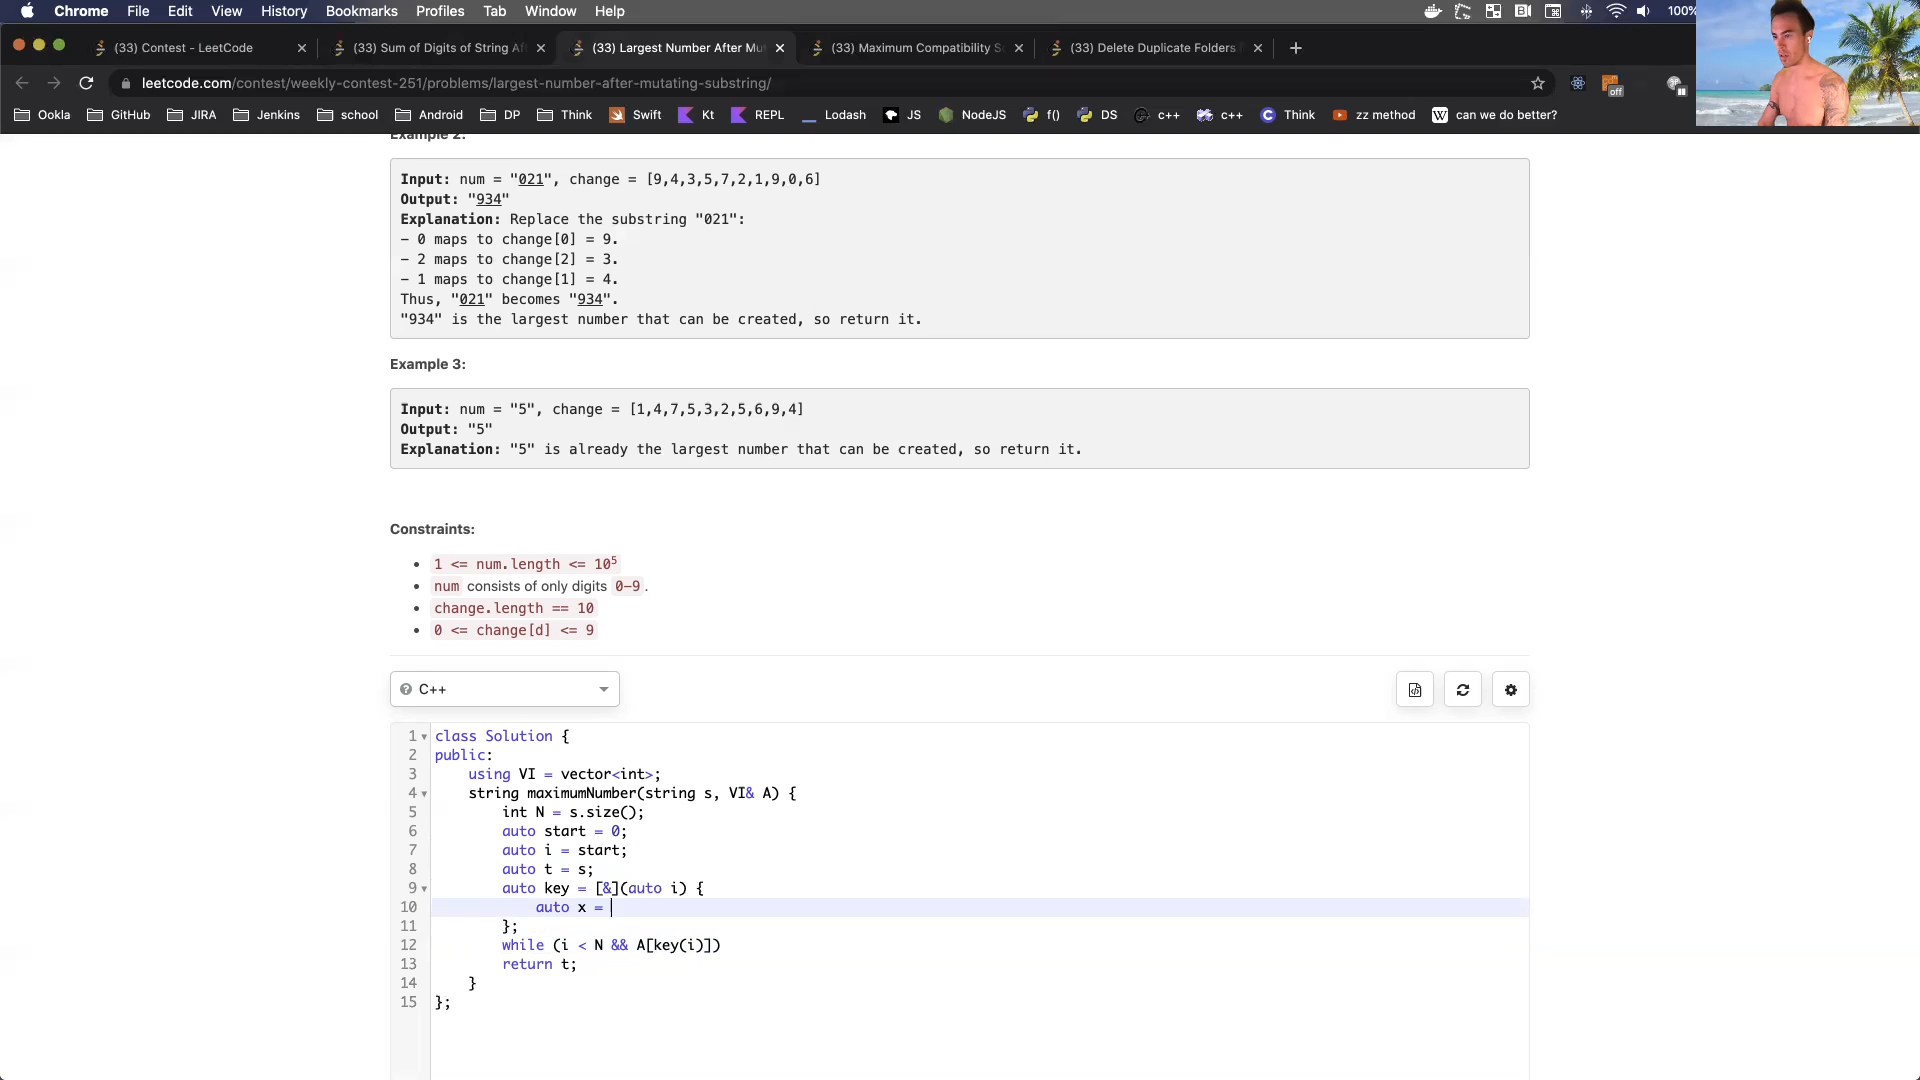 Chrome File Edit View History Bookmarks Profiles Tab Window Help 100%
(33) Contest - LeetCode (33) Sum of Digits of String Af (33) Largest Number After Mu (33) Maximum Compatibility S (33) Delete Duplicate Folders
leetcode.com/contest/weekly-contest-251/problems/largest-number-after-mutating-substring/ off
Ookla GitHub JIRA Jenkins school Android DP Think Swift Kt REPL Lodash JS NodeJS f() DS c++ c++ Think zz method can we do better?
Example 2:
Input: num = "021", change = [9,4,3,5,7,2,1,9,0,6]
Output: "934"
Explanation: Replace the substring "021":
- 0 maps to change[0] = 9.
- 2 maps to change[2] = 3.
- 1 maps to change[1] = 4.
Thus, "021" becomes "934".
"934" is the largest number that can be created, so return it.
Example 3:
Input: num = "5", change = [1,4,7,5,3,2,5,6,9,4]
Output: "5"
Explanation: "5" is already the largest number that can be created, so return it.
Constraints:
1 <= num.length <= 10⁵
num consists of only digits 0-9.
change.length == 10
0 <= change[d] <= 9
C++
1 class Solution {
2 public:
3 using VI = vector<int>;
4 string maximumNumber(string s, VI& A) {
5 int N = s.size();
6 auto start = 0;
7 auto i = start;
8 auto t = s;
9 auto key = [&](auto i) {
10 auto x =
11 };
12 while (i < N && A[key(i)])
13 return t;
14 }
15 };